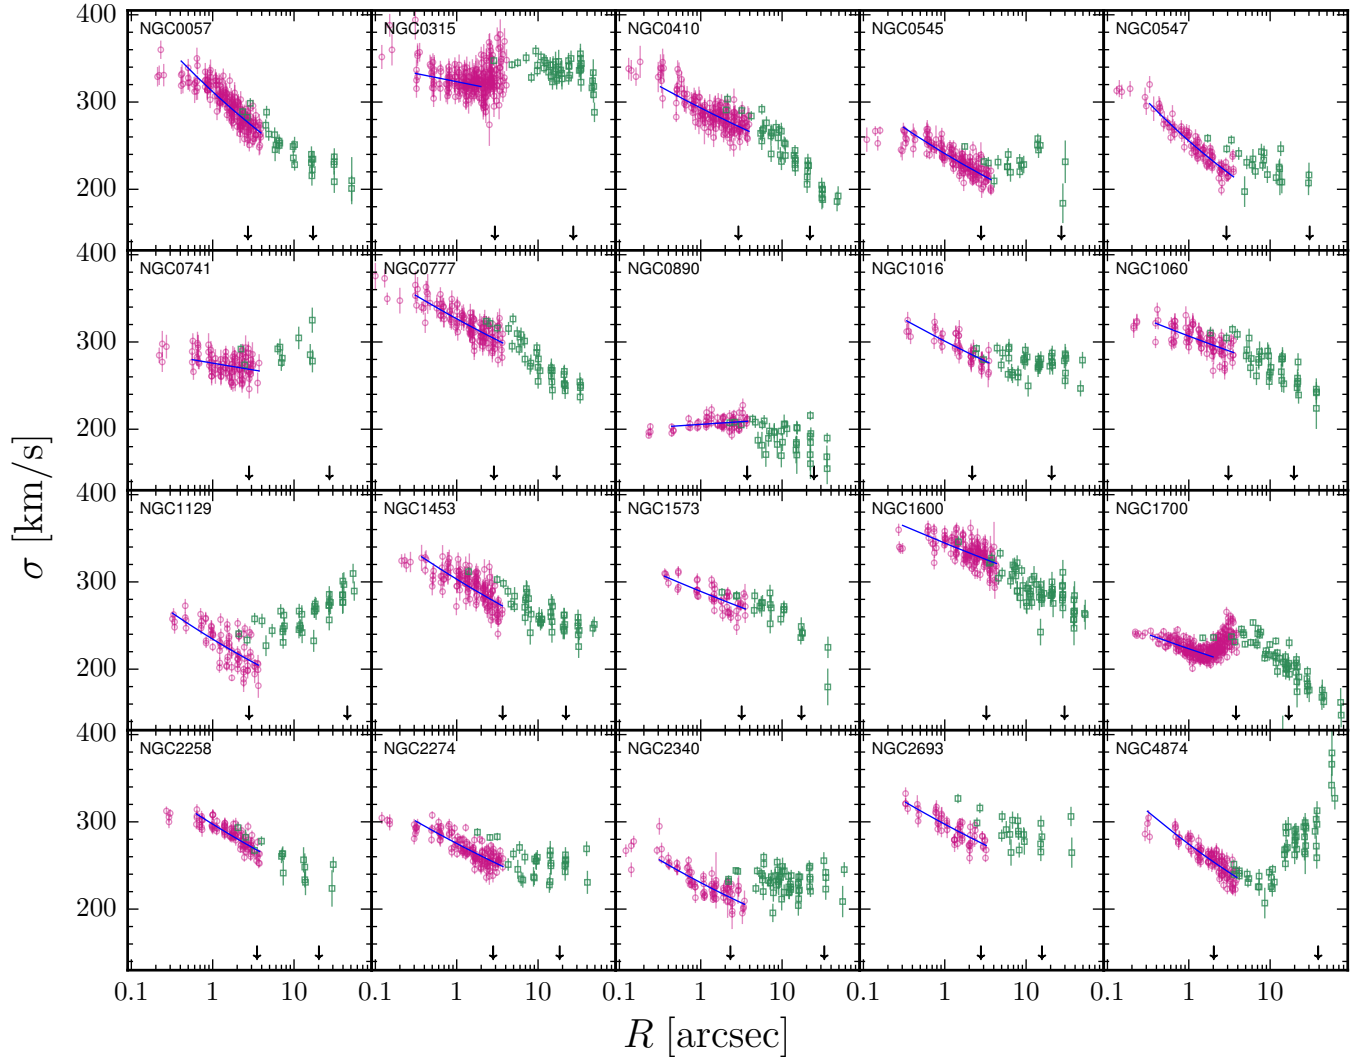 400
300
200
NGC0057
NGC0315
NGC0410
NGC0545
NGC0547
400
300
200
NGC0741
NGC0777
NGC0890
NGC1016
NGC1060
400
300
200
NGC1129
NGC1453
NGC1573
NGC1600
NGC1700
400
300
200
NGC2258
NGC2274
NGC2340
NGC2693
NGC4874
σ [km/s]
0.1 1 10 0.1 1 10 0.1 1 10 0.1 1 10 0.1 1 10
R [arcsec]